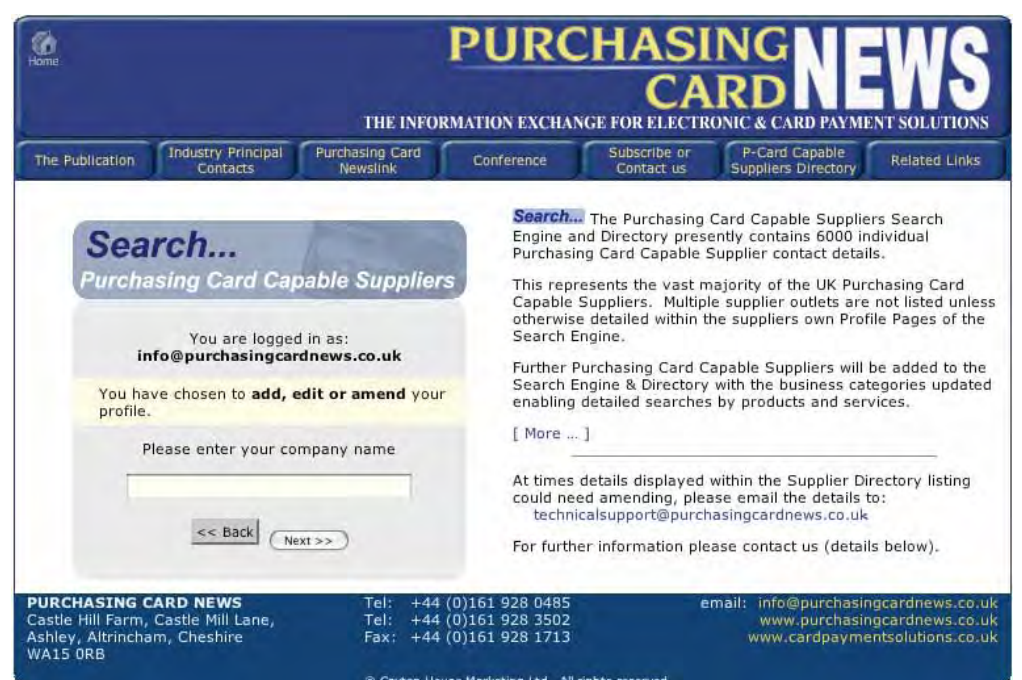 Home
PURCHASING
CARD
NEWS
THE INFORMATION EXCHANGE FOR ELECTRONIC & CARD PAYMENT SOLUTIONS
The Publication
Industry Principal
Contacts
Purchasing Card
Newslink
Conference
Subscribe or
Contact us
P-Card Capable
Suppliers Directory
Related Links
Search...
Purchasing Card Capable Suppliers
You are logged in as:
info@purchasingcardnews.co.uk
You have chosen to add, edit or amend your
profile.
Please enter your company name
<< Back
Next >>
Search... The Purchasing Card Capable Suppliers Search
Engine and Directory presently contains 6000 individual
Purchasing Card Capable Supplier contact details.
This represents the vast majority of the UK Purchasing Card
Capable Suppliers. Multiple supplier outlets are not listed unless
otherwise detailed within the suppliers own Profile Pages of the
Search Engine.
Further Purchasing Card Capable Suppliers will be added to the
Search Engine & Directory with the business categories updated
enabling detailed searches by products and services.
[ More ... ]
At times details displayed within the Supplier Directory listing
could need amending, please email the details to:
technicalsupport@purchasingcardnews.co.uk
For further information please contact us (details below).
PURCHASING CARD NEWS
Castle Hill Farm, Castle Mill Lane,
Ashley, Altrincham, Cheshire
WA15 0RB
Tel: +44 (0)161 928 0485
Tel: +44 (0)161 928 3502
Fax: +44 (0)161 928 1713
email: info@purchasingcardnews.co.uk
www.purchasingcardnews.co.uk
www.cardpaymentsolutions.co.uk
House Marketing Ltd. All rights reserved